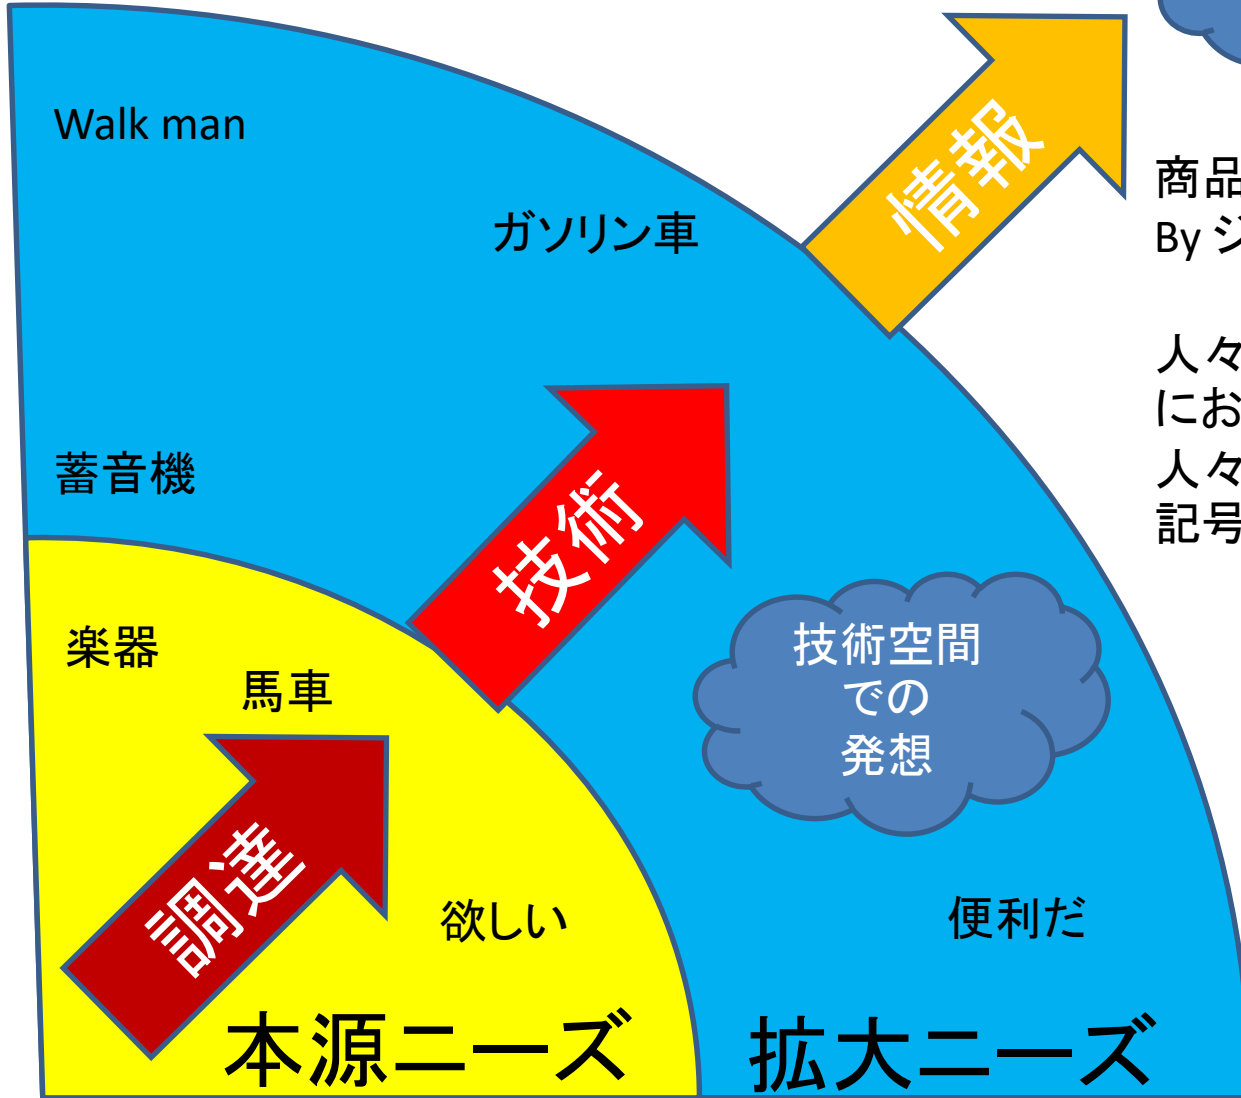 Walk man
ガソリン車
情報
商品
By ジ
人々
にお
人々
記号
蓄音機
技術
楽器
馬車
技術空間
での
発想
調達
欲しい
便利だ
本源ニーズ
拡大ニーズ